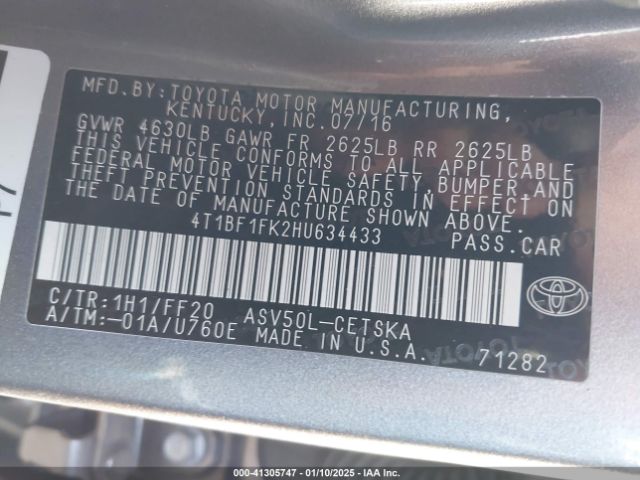 MFD. BY: TOYOTA MOTOR MANUFACTURING,
KENTUCKY, INC. 07/16
GVWR 4630LB GAWR FR 2625LB RR 2625LB
THIS VEHICLE CONFORMS TO ALL APPLICABLE
FEDERAL MOTOR VEHICLE SAFETY, BUMPER AND
THEFT PREVENTION STANDARDS IN EFFECT ON
THE DATE OF MANUFACTURE SHOWN ABOVE.
4T1BF1FK2HU634433 PASS.CAR
C/TR: 1H1/FF20 ASV50L-CETSKA
A/TM:-01A/U760E MADE IN U.S.A. 71282
000-41305747 - 01/10/2025 - IAA Inc.